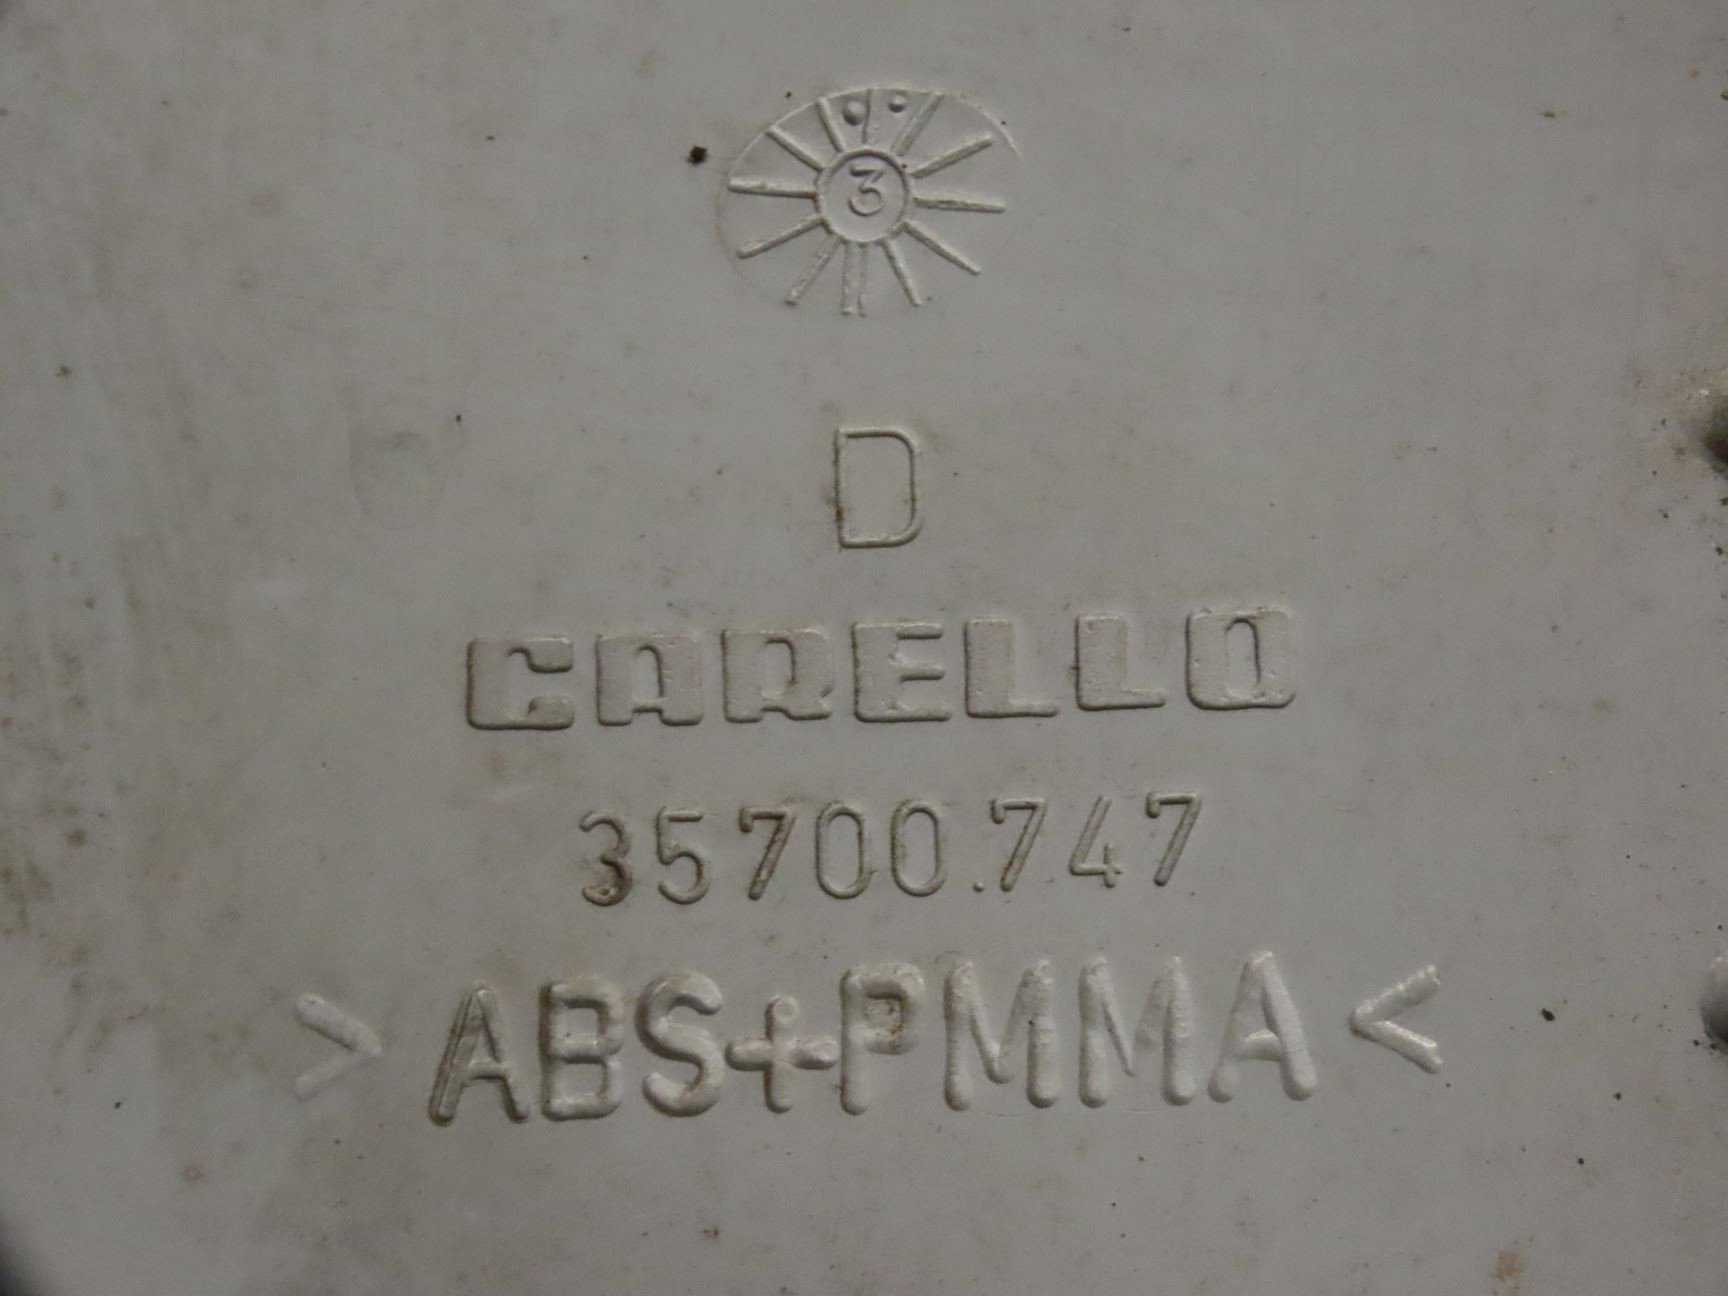 3
D
CARELLO
35700.747
>ABS+PMMA<